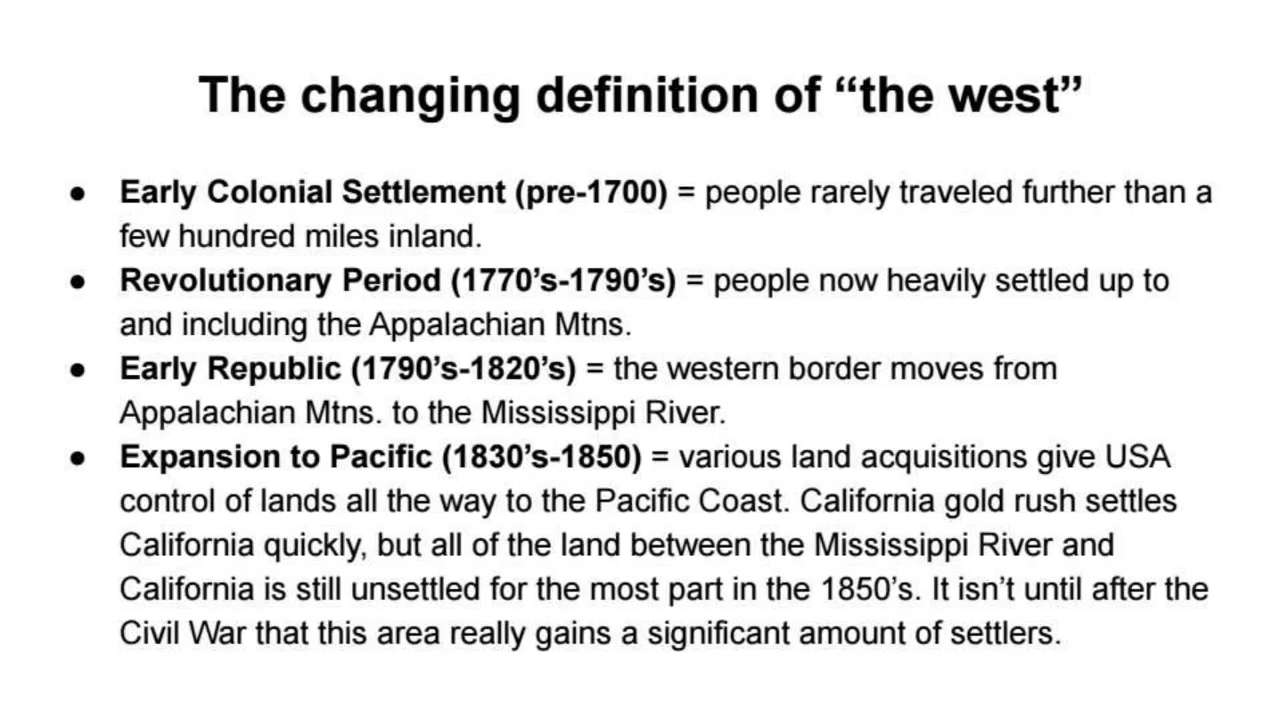 The changing definition of “the west”
● Early Colonial Settlement (pre-1700) = people rarely traveled further than a
few hundred miles inland.
● Revolutionary Period (1770’s-1790’s) = people now heavily settled up to
and including the Appalachian Mtns.
● Early Republic (1790’s-1820’s) = the western border moves from
Appalachian Mtns. to the Mississippi River.
● Expansion to Pacific (1830’s-1850) = various land acquisitions give USA
control of lands all the way to the Pacific Coast. California gold rush settles
California quickly, but all of the land between the Mississippi River and
California is still unsettled for the most part in the 1850’s. It isn’t until after the
Civil War that this area really gains a significant amount of settlers.